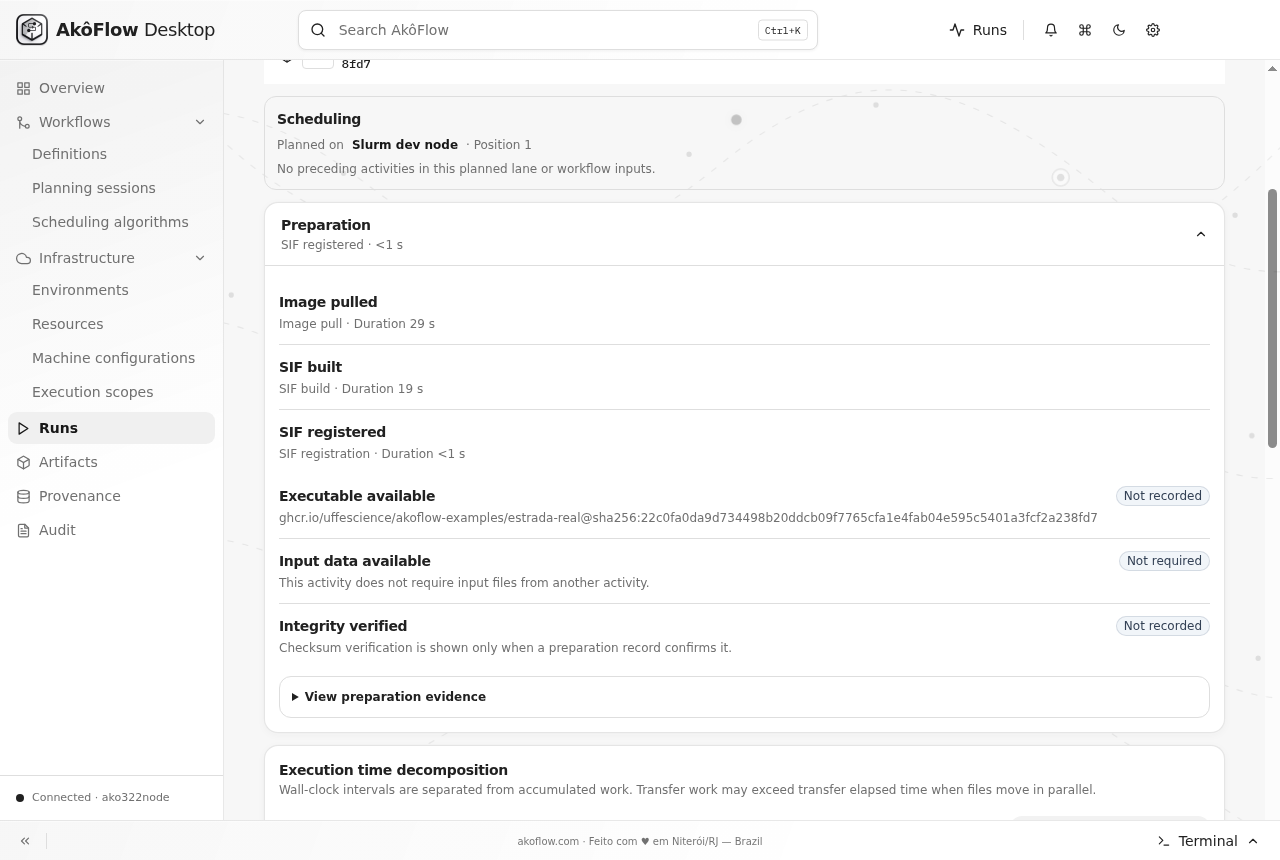 AkôFlow Desktop
Search AkôFlow
Ctrl+K
Runs
Overview
Workflows
Definitions
Planning sessions
Scheduling algorithms
Infrastructure
Environments
Resources
Machine configurations
Execution scopes
Runs
Artifacts
Provenance
Audit
Connected · ako322node
8fd7
Scheduling
Planned on Slurm dev node · Position 1
No preceding activities in this planned lane or workflow inputs.
Preparation
SIF registered · <1 s
Image pulled
Image pull · Duration 29 s
SIF built
SIF build · Duration 19 s
SIF registered
SIF registration · Duration <1 s
Executable available
Not recorded
ghcr.io/uffescience/akoflow-examples/estrada-real@sha256:22c0fa0da9d734498b20ddcb09f7765cfa1e4fab04e595c5401a3fcf2a238fd7
Input data available
Not required
This activity does not require input files from another activity.
Integrity verified
Not recorded
Checksum verification is shown only when a preparation record confirms it.
View preparation evidence
Execution time decomposition
Wall-clock intervals are separated from accumulated work. Transfer work may exceed transfer elapsed time when files move in parallel.
akoflow.com · Feito com ♥ em Niterói/RJ — Brazil
Terminal